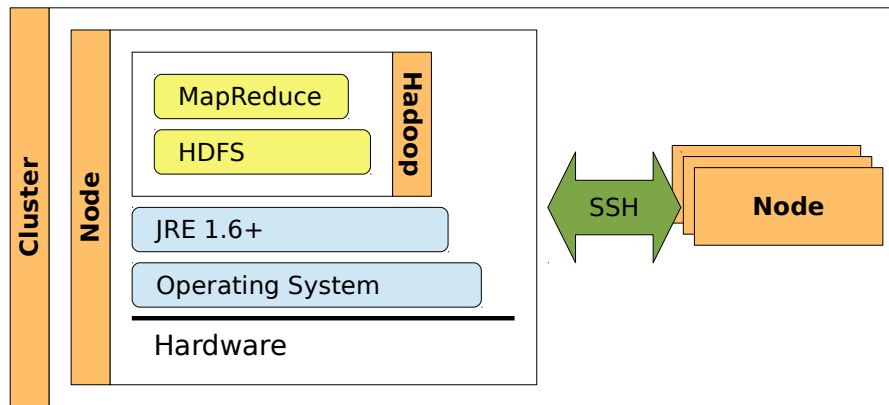 Cluster
Node
Hadoop
MapReduce
HDFS
JRE 1.6+
Operating System
Hardware
SSH
Node